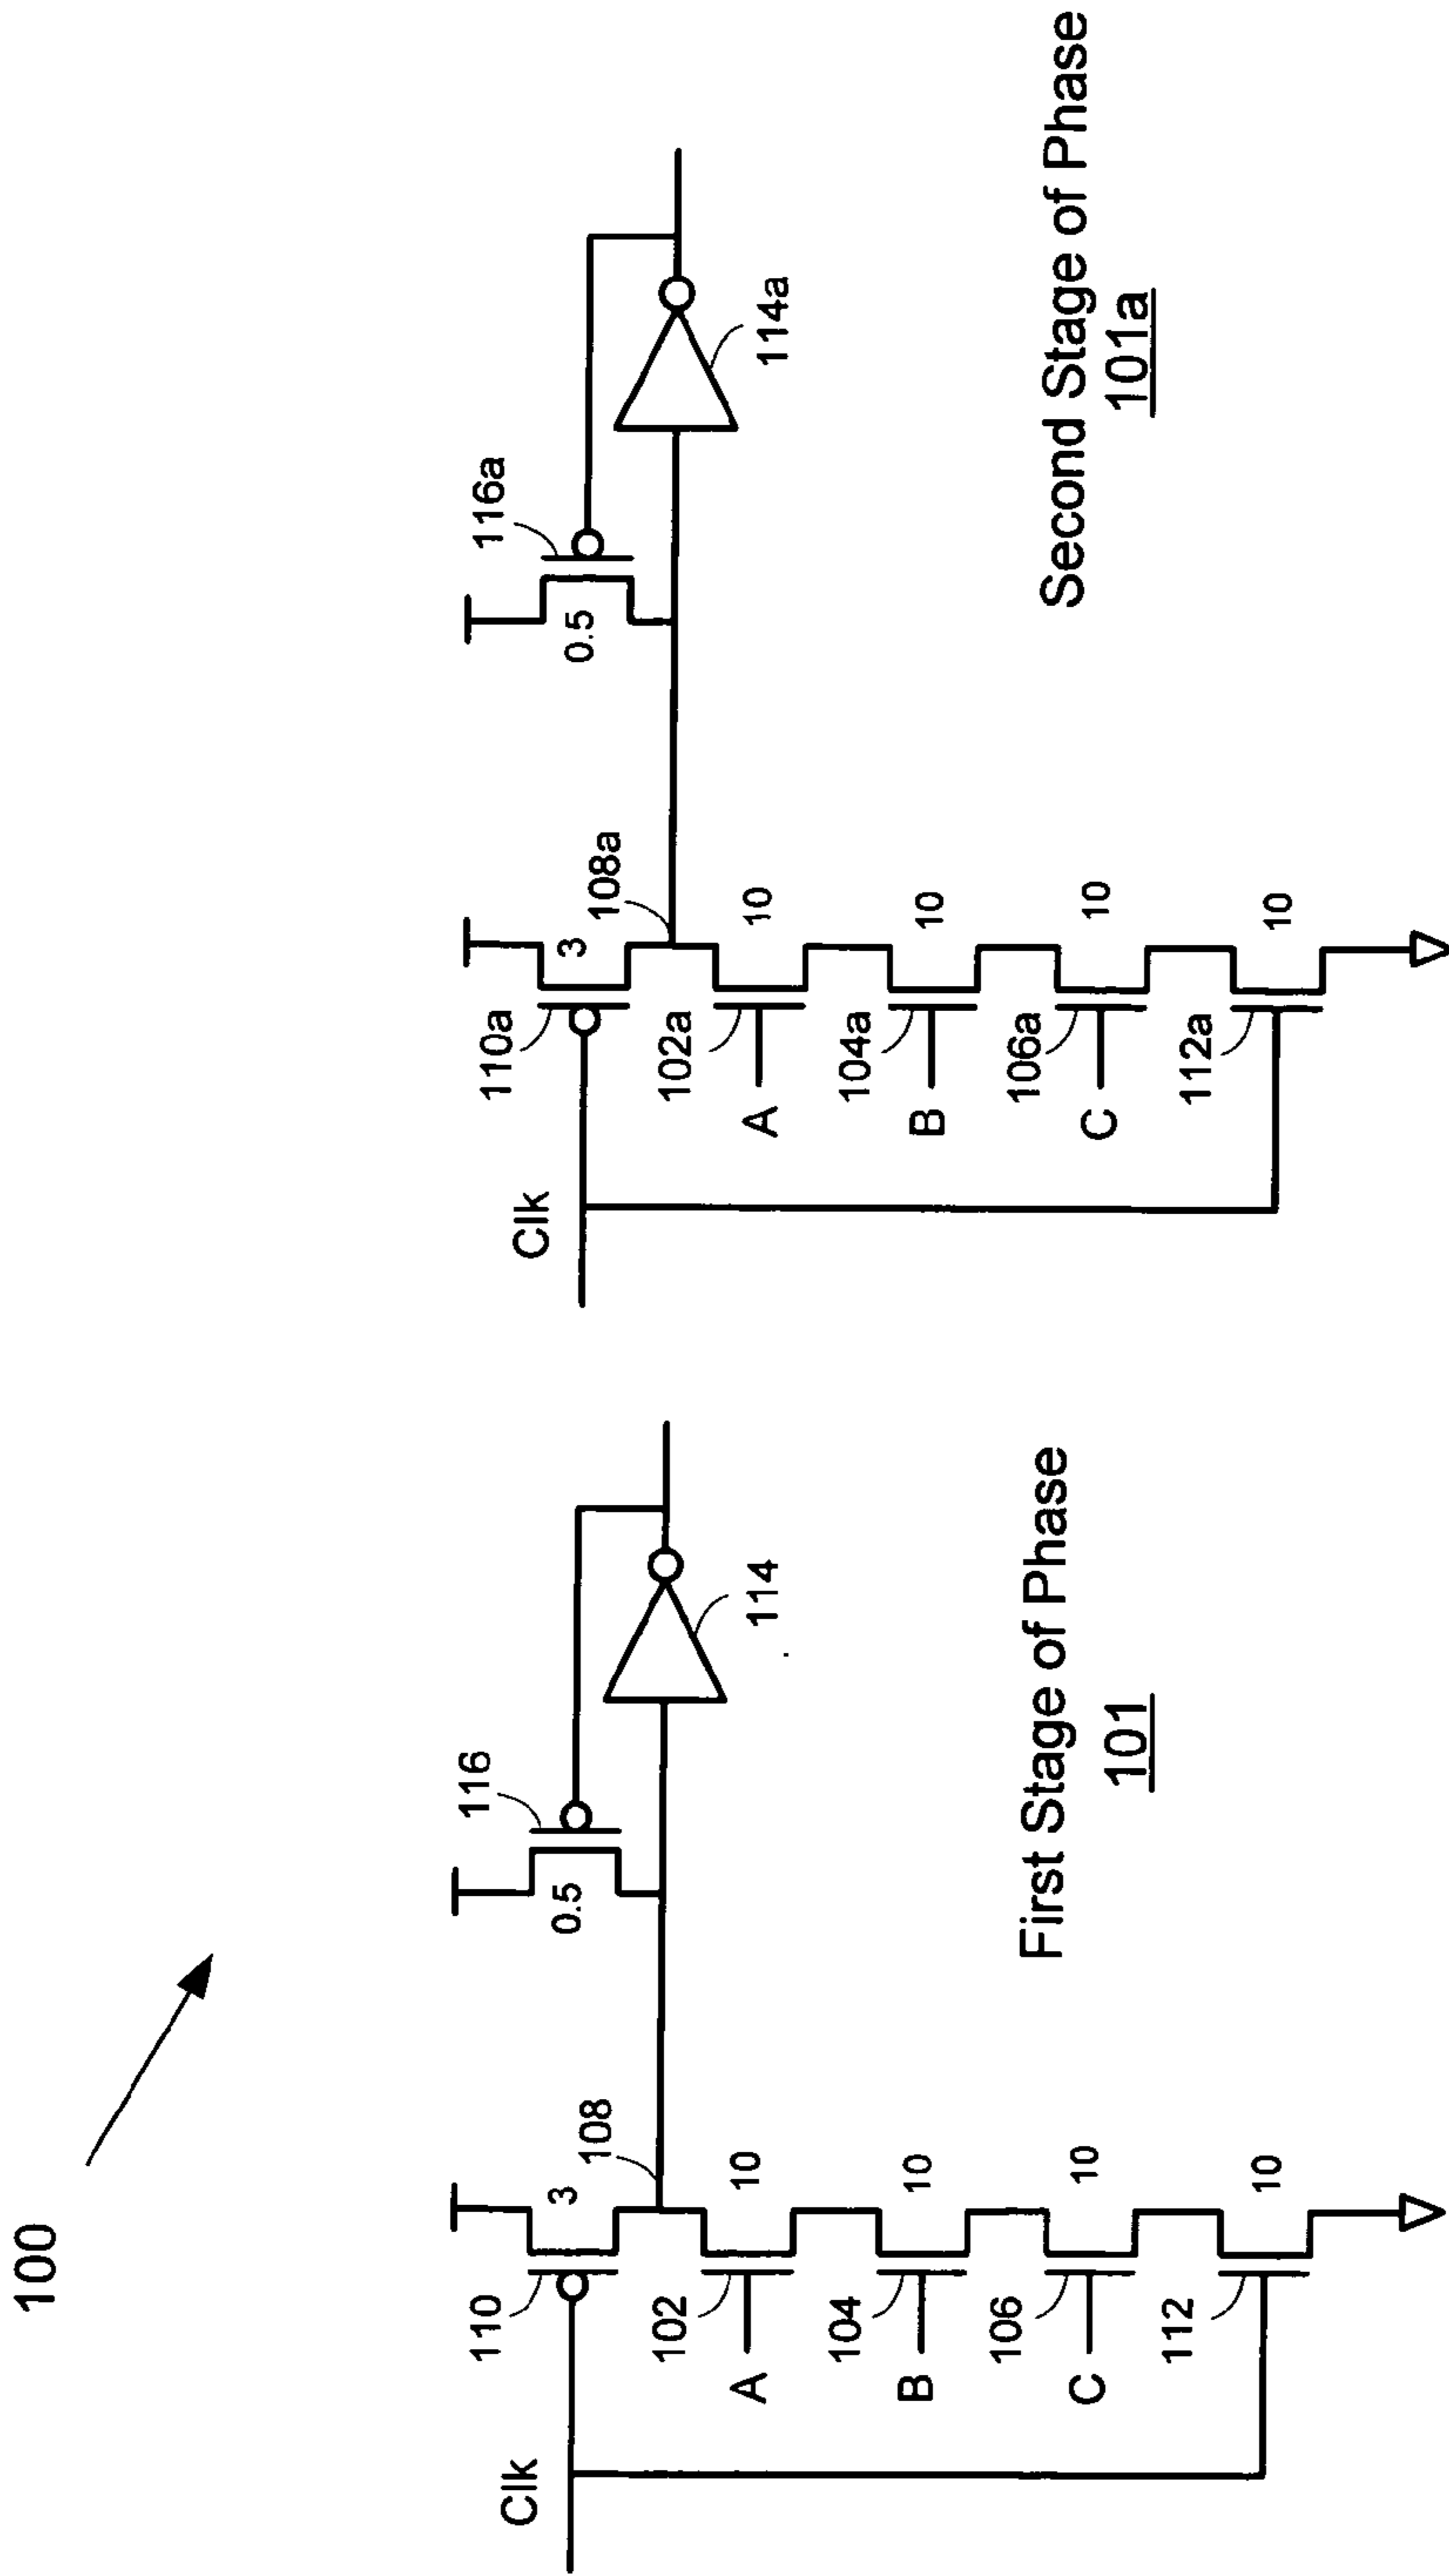 100
Clk
110
3
108
102
10
A
104
10
B
106
10
C
112
10
116
0.5
114
First Stage of Phase
101
Clk
110a
3
108a
102a
10
A
104a
10
B
106a
10
C
112a
10
116a
0.5
114a
Second Stage of Phase
101a